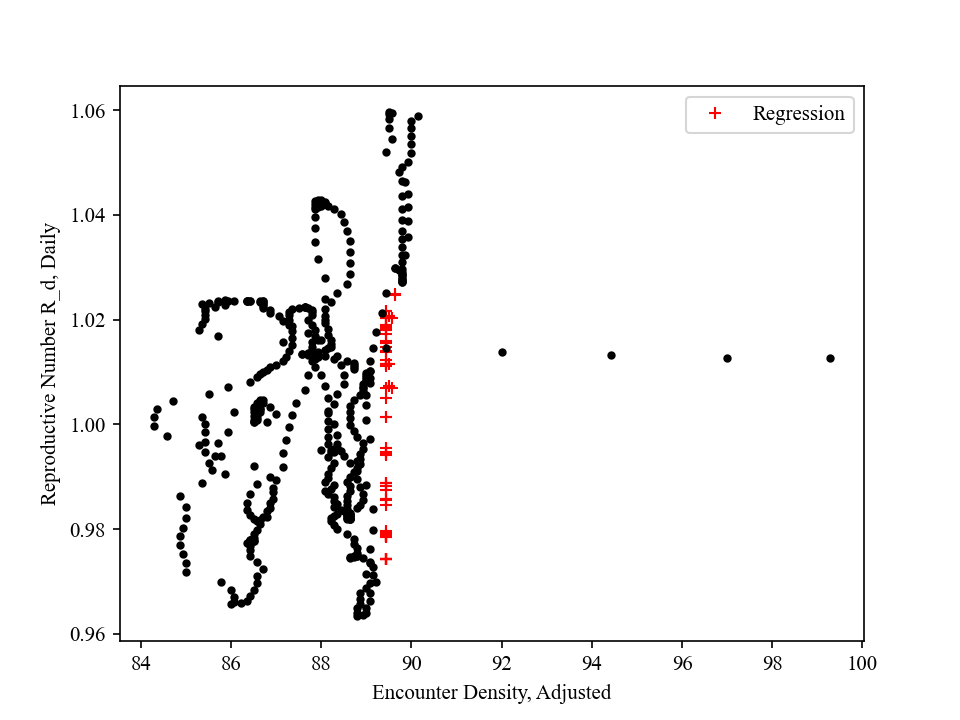 Regression
1.06
1.04
1.02
1.00
0.98
0.96
Reproductive Number R_d, Daily
84 86 88 90 92 94 96 98 100
Encounter Density, Adjusted